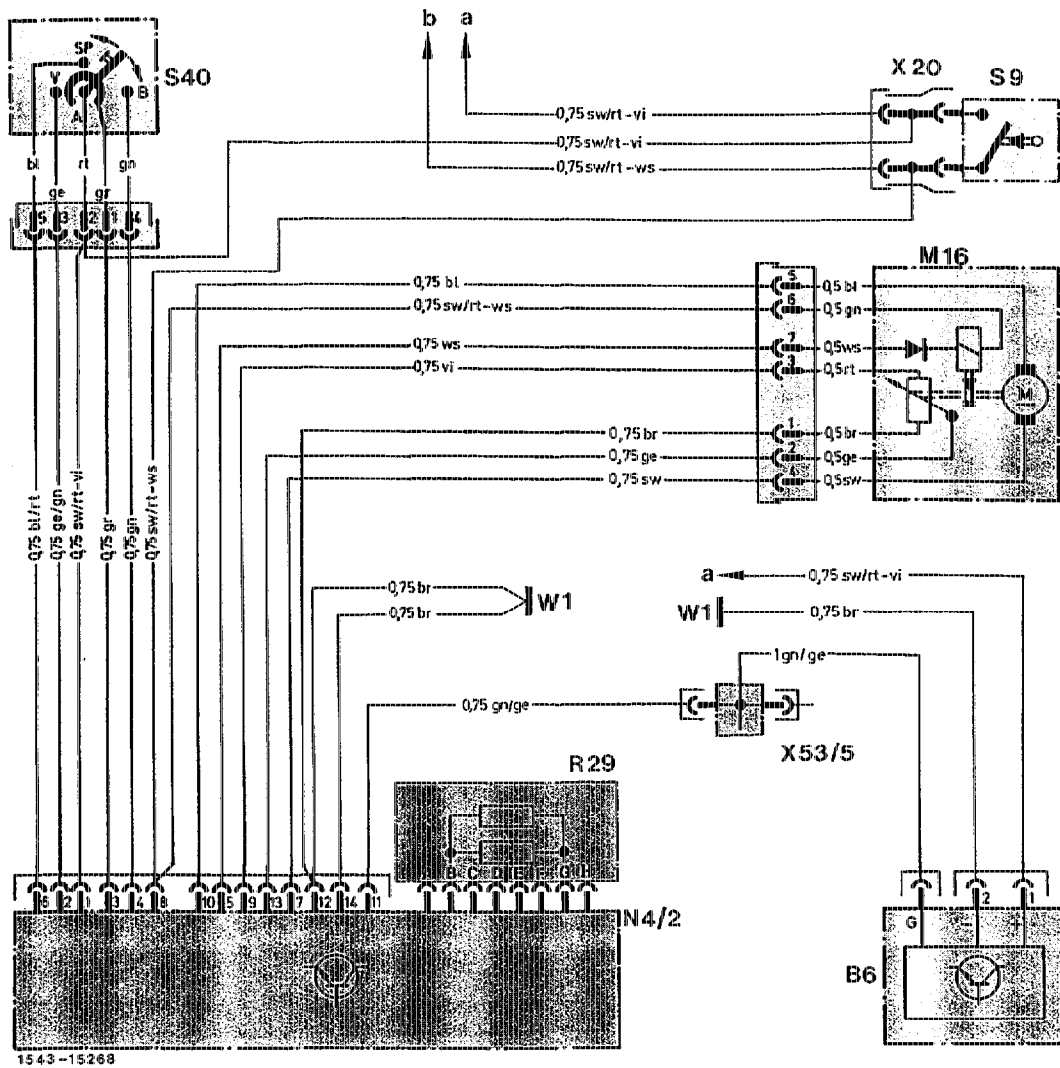 b a
SP
V
B
A
S40
X 20
S 9
0,75 sw/rt-vi
0,75 sw/rt-vi
0,75 sw/rt-ws
bl
rt
gn
ge
gr
5 3 2 1 4
M 16
0,75 bl
5
0,5 bl
0,75 sw/rt-ws
6
0,5 gn
0,75 ws
7
0,5 ws
0,75 vi
3
0,5 rt
M
0,75 br
1
0,5 br
0,75 ge
2
0,5 ge
0,75 sw
4
0,5 sw
0,75 bl/rt
0,75 ge/gn
0,75 sw/rt-vi
0,75 gr
0,75 gn
0,75 sw/rt-ws
0,75 br
0,75 br
W1
a
0,75 sw/rt-vi
W1
0,75 br
1 gn/ge
0,75 gn/ge
X53/5
R 29
B C D E F G H
15 2 1 3 4 8 10 5 9 13 7 12 14 11
N4/2
2 1
G - +
B6
1543-15268